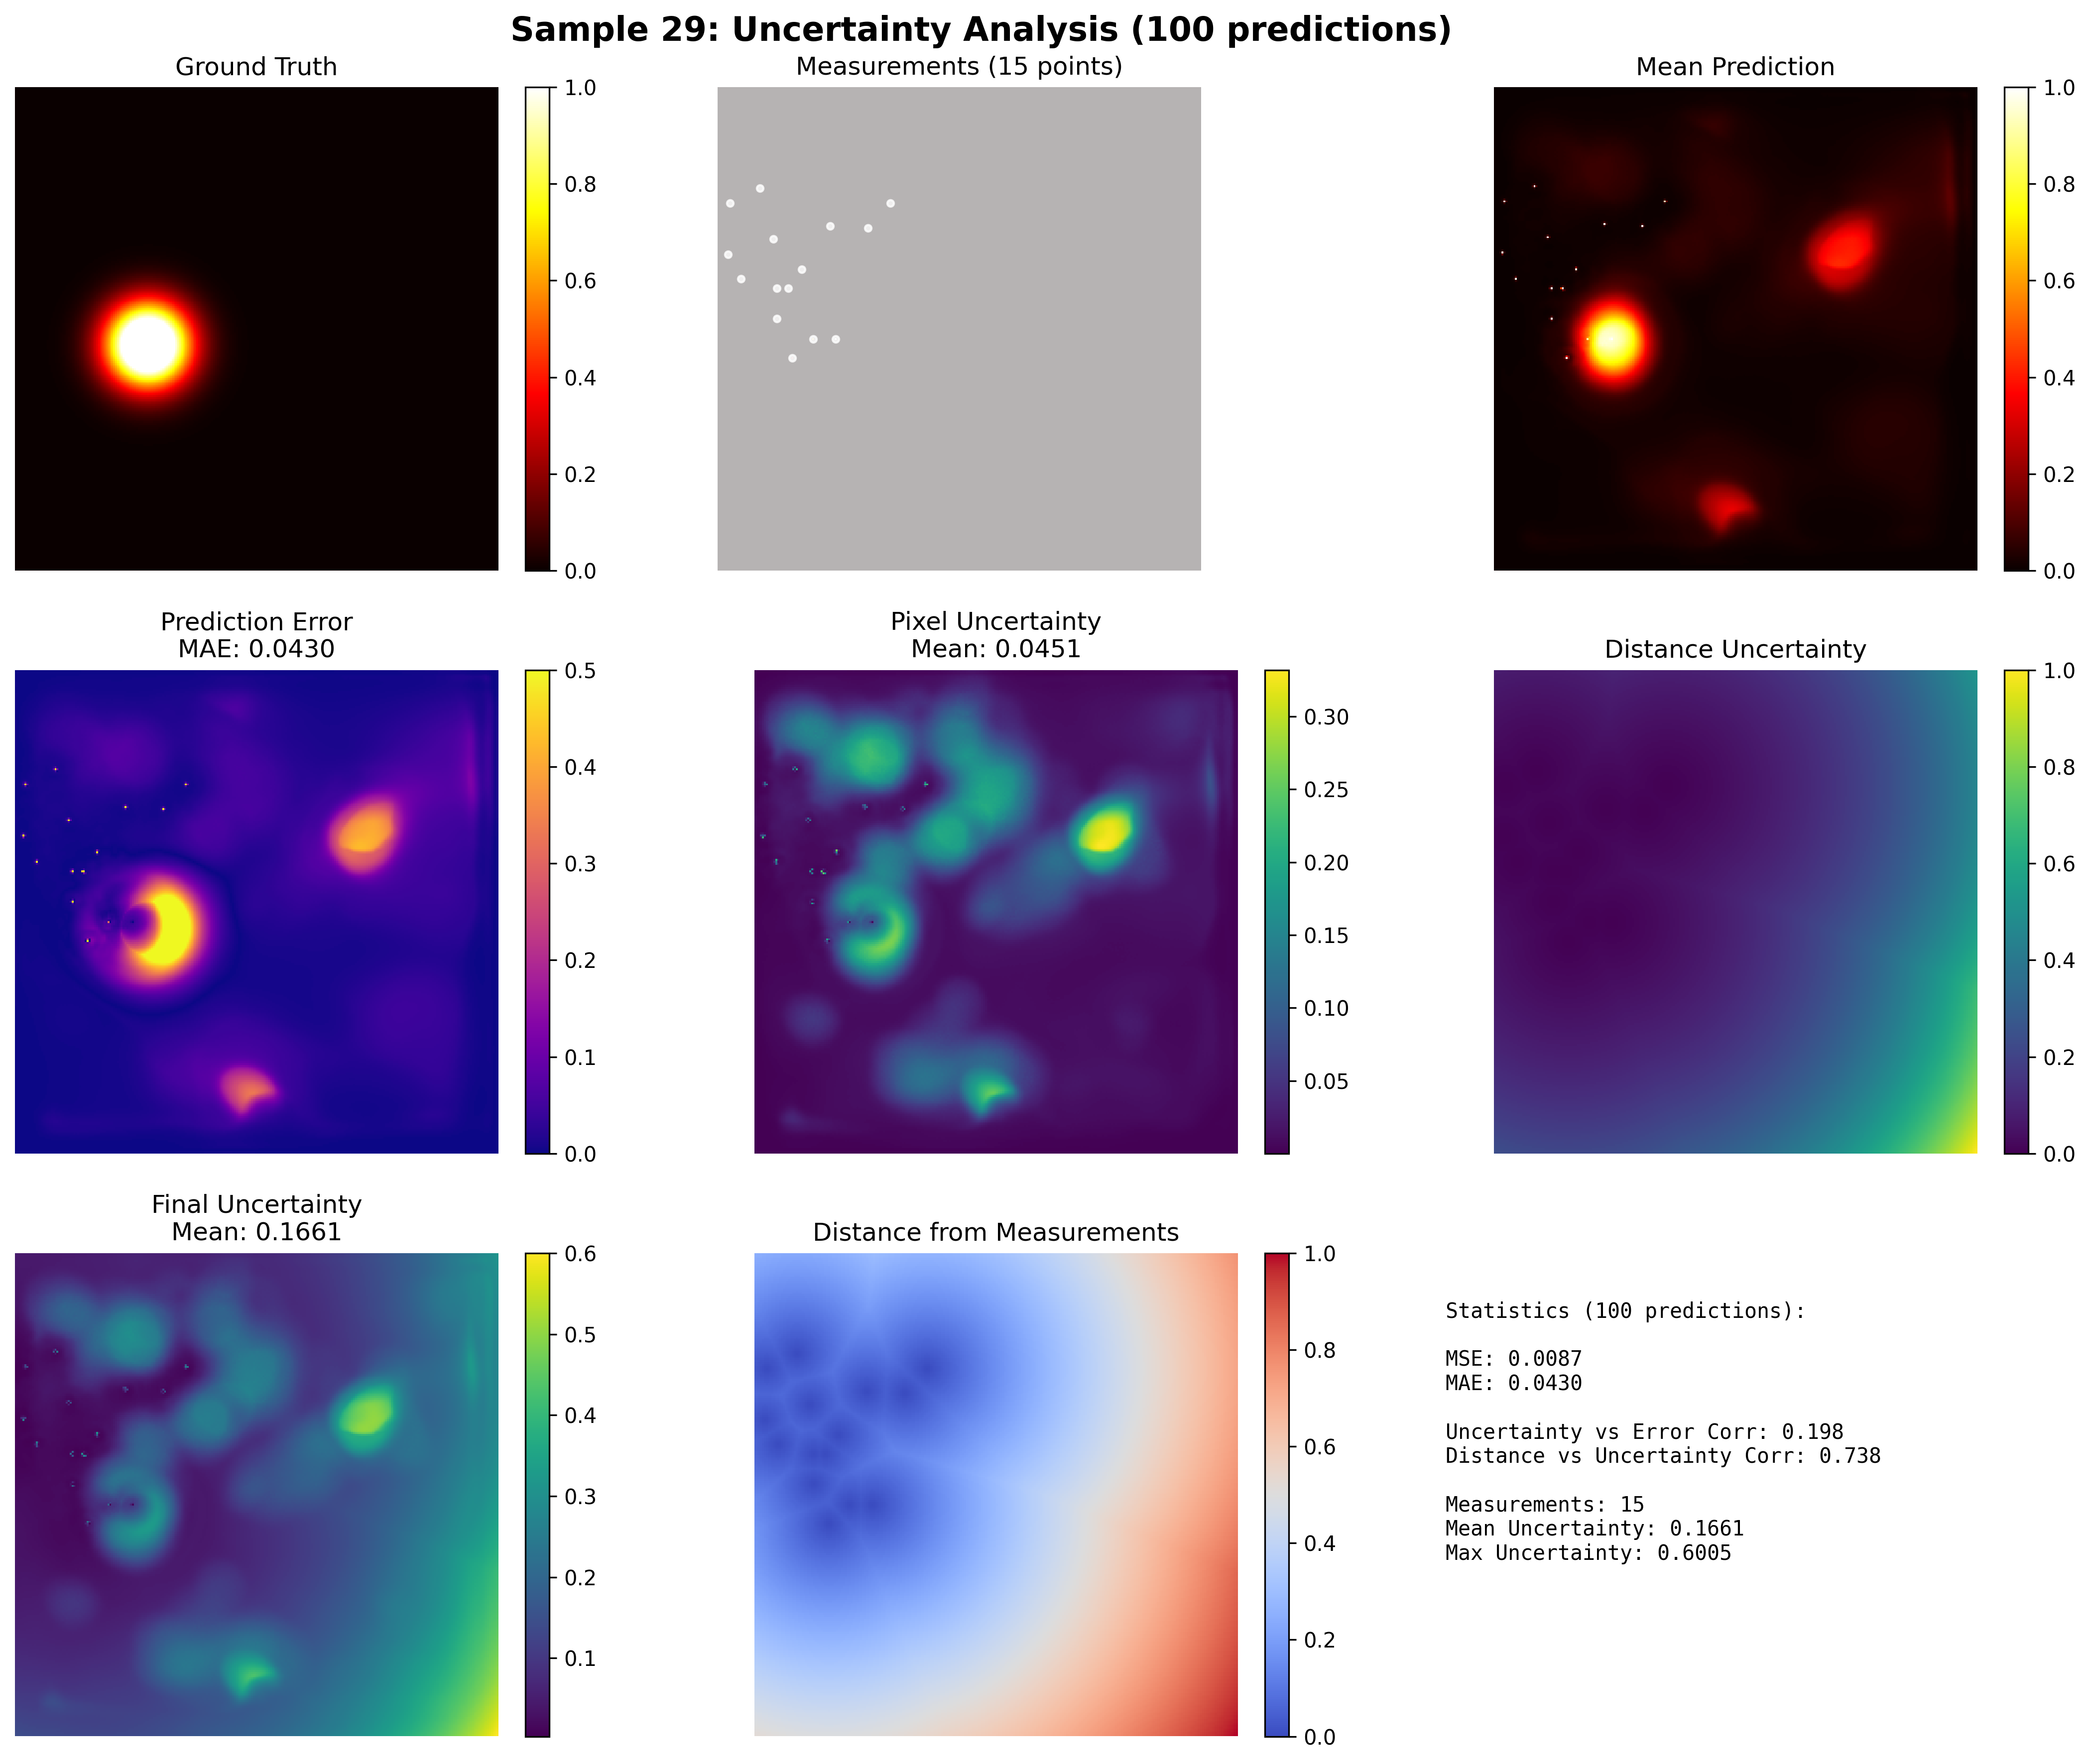 Sample 29: Uncertainty Analysis (100 predictions)
Ground Truth
1.0
0.8
0.6
0.4
0.2
0.0
Measurements (15 points)
Mean Prediction
1.0
0.8
0.6
0.4
0.2
0.0
Prediction Error
MAE: 0.0430
0.5
0.4
0.3
0.2
0.1
0.0
Pixel Uncertainty
Mean: 0.0451
0.30
0.25
0.20
0.15
0.10
0.05
Distance Uncertainty
1.0
0.8
0.6
0.4
0.2
0.0
Final Uncertainty
Mean: 0.1661
0.6
0.5
0.4
0.3
0.2
0.1
Distance from Measurements
1.0
0.8
0.6
0.4
0.2
0.0
Statistics (100 predictions):
MSE: 0.0087
MAE: 0.0430
Uncertainty vs Error Corr: 0.198
Distance vs Uncertainty Corr: 0.738
Measurements: 15
Mean Uncertainty: 0.1661
Max Uncertainty: 0.6005